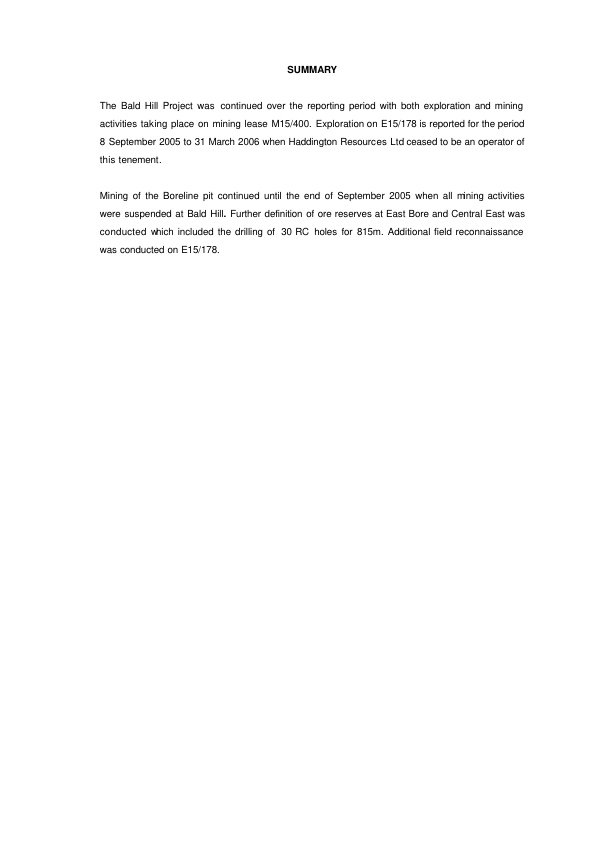 SUMMARY
The Bald Hill Project was continued over the reporting period with both exploration and mining
activities taking place on mining lease M15/400. Exploration on E15/178 is reported for the period
8 September 2005 to 31 March 2006 when Haddington Resources Ltd ceased to be an operator of
this tenement.
Mining of the Boreline pit continued until the end of September 2005 when all mining activities
were suspended at Bald Hill. Further definition of ore reserves at East Bore and Central East was
conducted which included the drilling of 30 RC holes for 815m. Additional field reconnaissance
was conducted on E15/178.